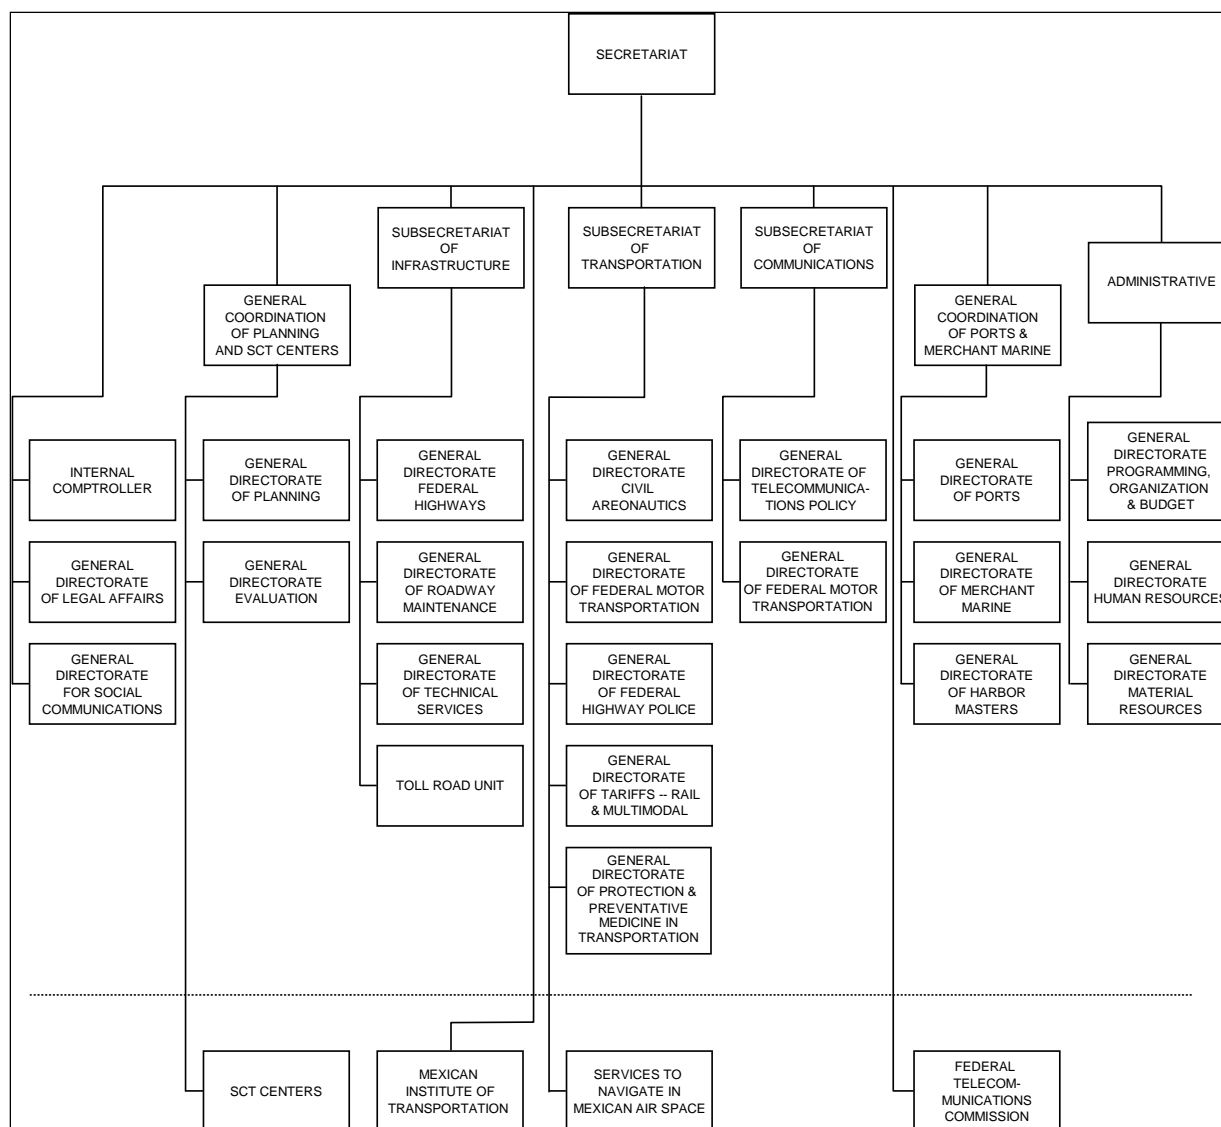 SECRETARIAT
SUBSECRETARIAT
OF
INFRASTRUCTURE
SUBSECRETARIAT
OF
TRANSPORTATION
SUBSECRETARIAT
OF
COMMUNICATIONS
ADMINISTRATIVE
GENERAL
COORDINATION
OF PLANNING
AND SCT CENTERS
GENERAL
COORDINATION
OF PORTS &
MERCHANT MARINE
INTERNAL
COMPTROLLER
GENERAL
DIRECTORATE
OF PLANNING
GENERAL
DIRECTORATE
FEDERAL
HIGHWAYS
GENERAL
DIRECTORATE
CIVIL
AREONAUTICS
GENERAL
DIRECTORATE OF
TELECOMMUNICA-
TIONS POLICY
GENERAL
DIRECTORATE
OF PORTS
GENERAL
DIRECTORATE
PROGRAMMING,
ORGANIZATION
& BUDGET
GENERAL
DIRECTORATE
OF LEGAL AFFAIRS
GENERAL
DIRECTORATE
EVALUATION
GENERAL
DIRECTORATE
OF ROADWAY
MAINTENANCE
GENERAL
DIRECTORATE
OF FEDERAL MOTOR
TRANSPORTATION
GENERAL
DIRECTORATE
OF FEDERAL MOTOR
TRANSPORTATION
GENERAL
DIRECTORATE
OF MERCHANT
MARINE
GENERAL
DIRECTORATE
HUMAN RESOURCES
GENERAL
DIRECTORATE
FOR SOCIAL
COMMUNICATIONS
GENERAL
DIRECTORATE
OF TECHNICAL
SERVICES
GENERAL
DIRECTORATE
OF FEDERAL
HIGHWAY POLICE
GENERAL
DIRECTORATE
OF HARBOR
MASTERS
GENERAL
DIRECTORATE
MATERIAL
RESOURCES
TOLL ROAD UNIT
GENERAL
DIRECTORATE
OF TARIFFS -- RAIL
& MULTIMODAL
GENERAL
DIRECTORATE
OF PROTECTION &
PREVENTATIVE
MEDICINE IN
TRANSPORTATION
SCT CENTERS
MEXICAN
INSTITUTE OF
TRANSPORTATION
SERVICES TO
NAVIGATE IN
MEXICAN AIR SPACE
FEDERAL
TELECOM-
MUNICATIONS
COMMISSION